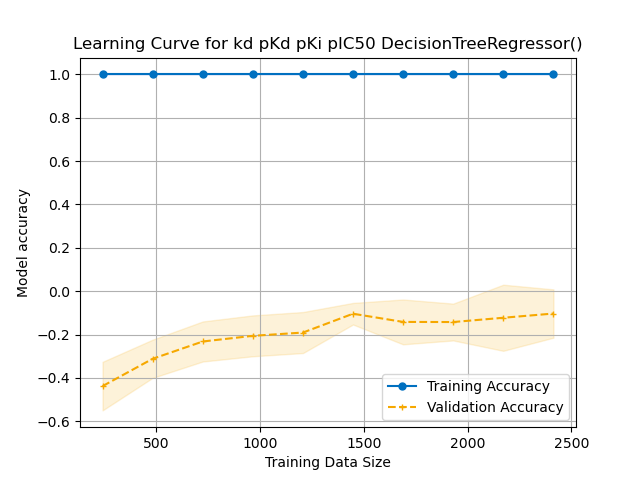 Learning Curve for kd pKd pKi pIC50 DecisionTreeRegressor()
Model accuracy
1.0
0.8
0.6
0.4
0.2
0.0
−0.2
−0.4
−0.6
Training Accuracy
Validation Accuracy
500
1000
1500
2000
2500
Training Data Size